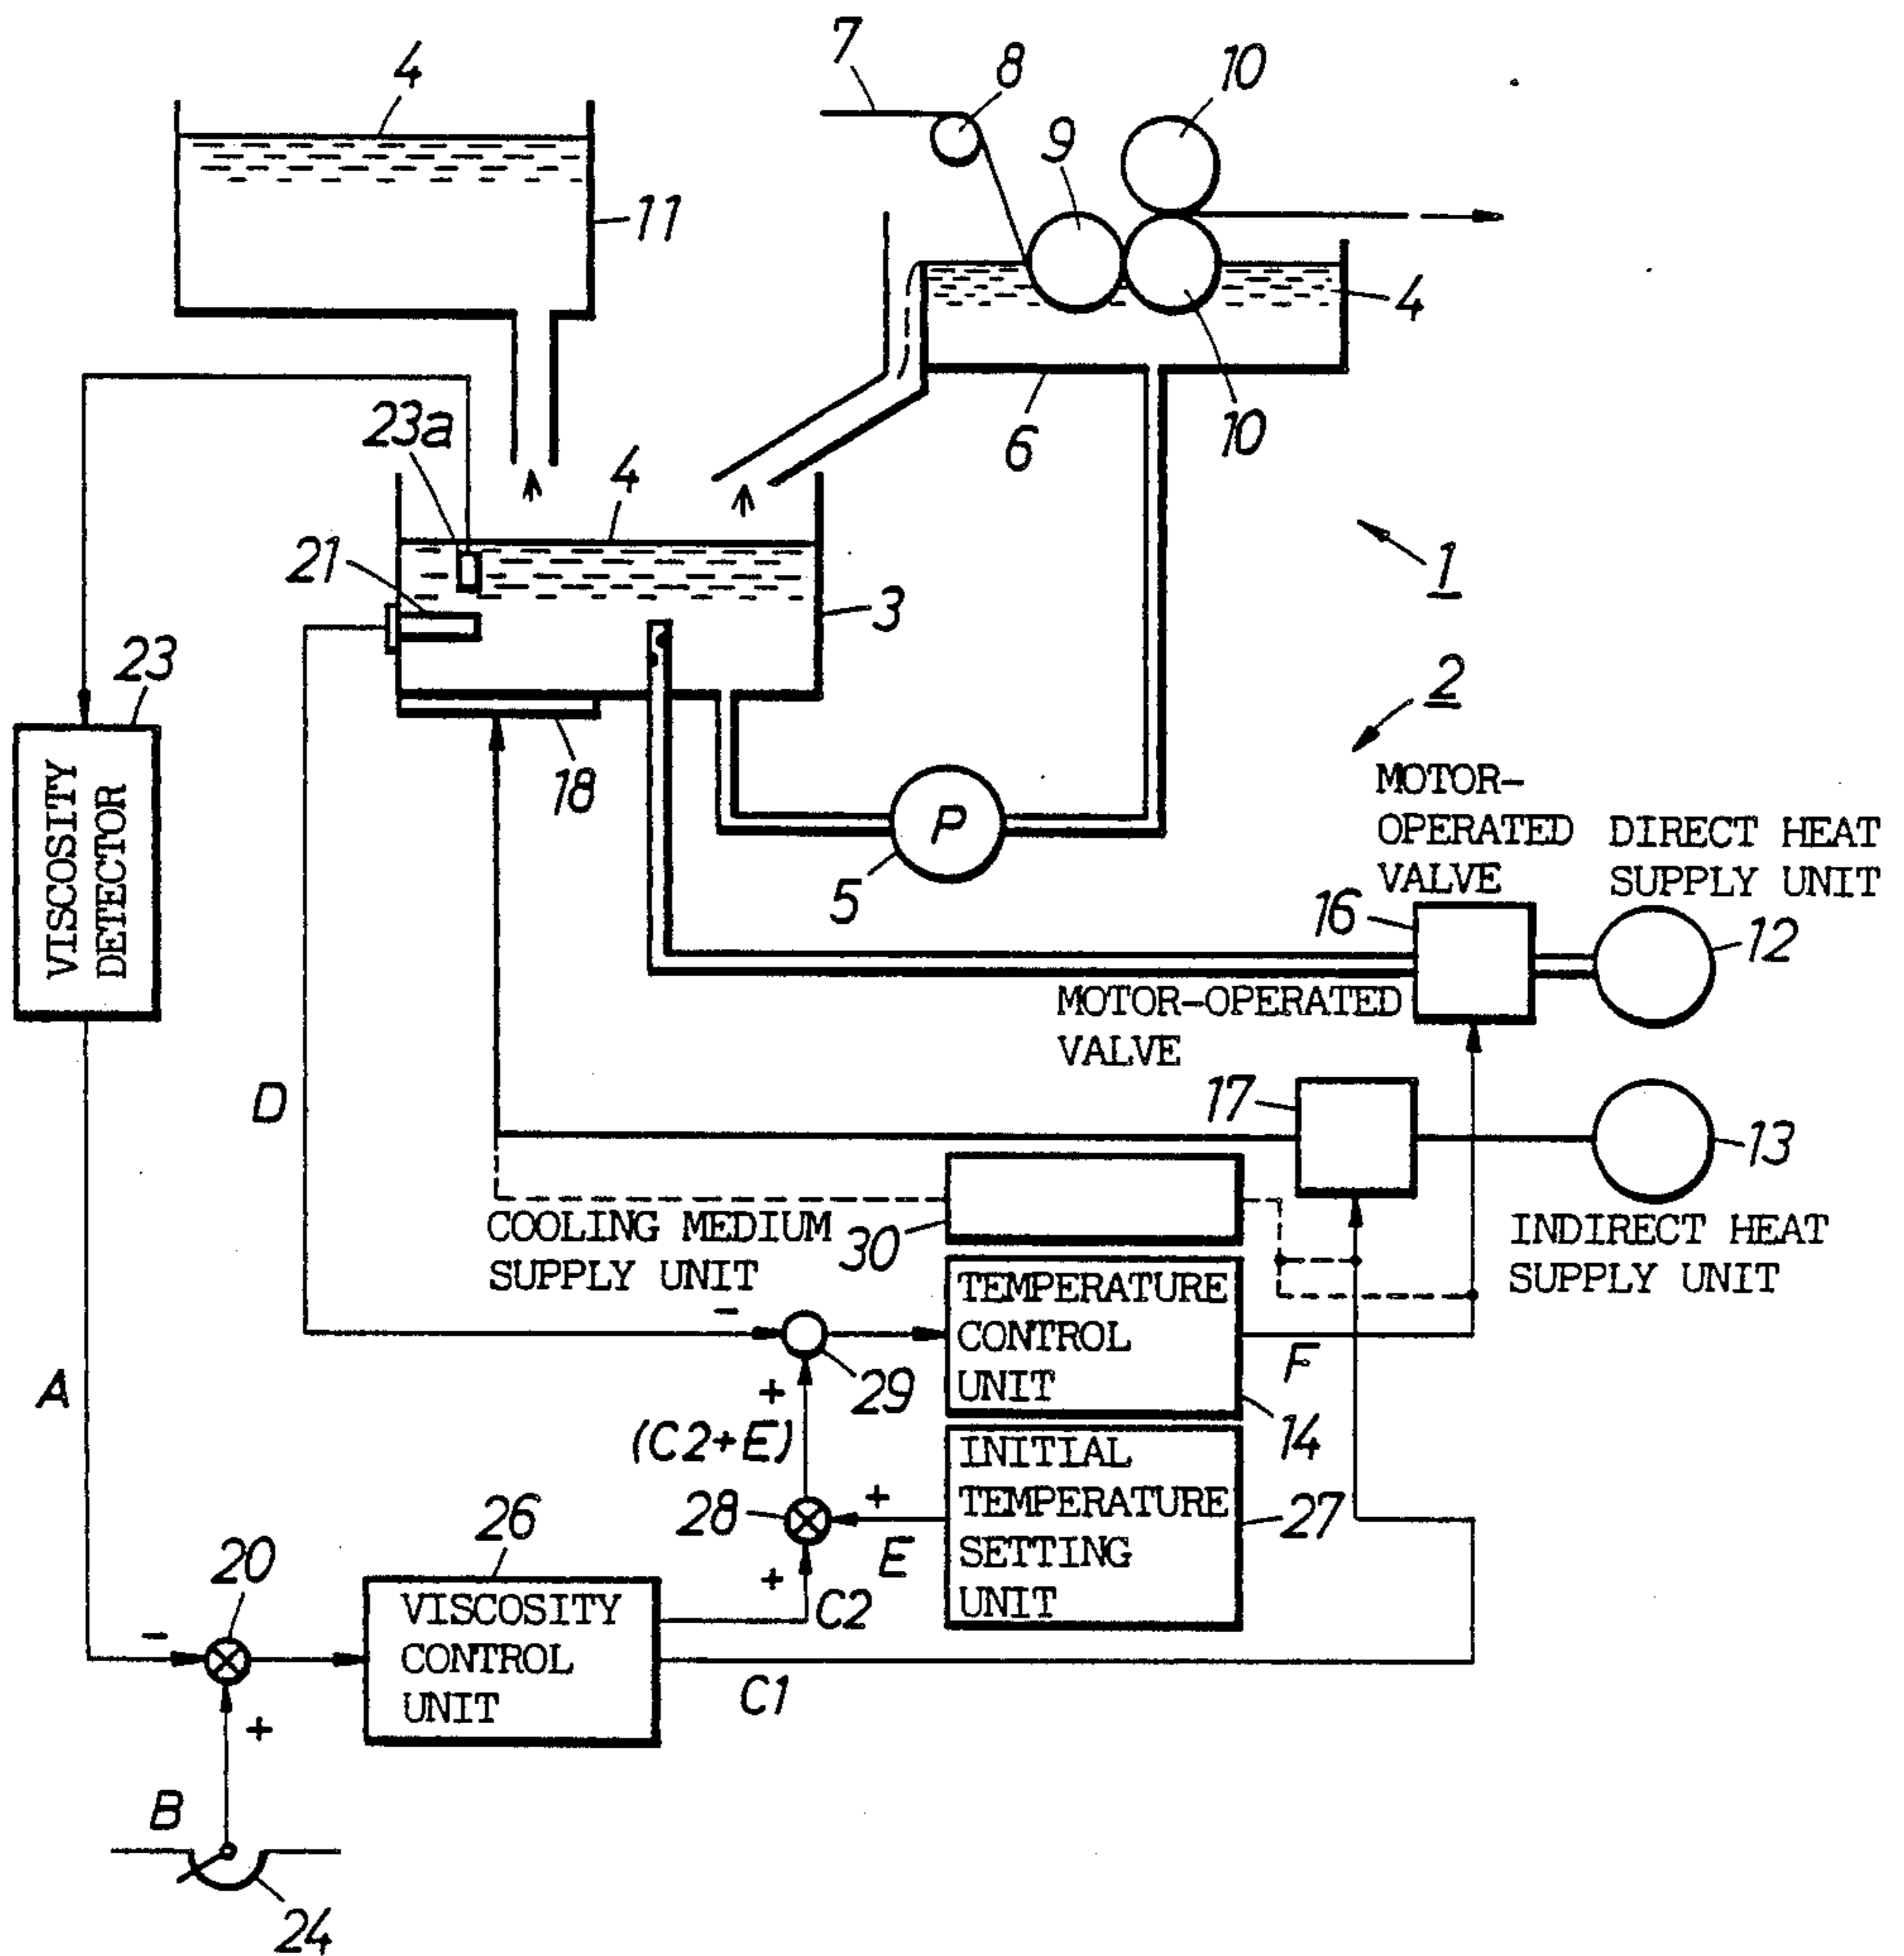 7
8
10
4
9
11
4
23a
4
6
10
1
21
3
2
23
18
MOTOR-
OPERATED
VALVE
DIRECT HEAT
SUPPLY UNIT
VISCOSITY
DETECTOR
P
5
16
12
MOTOR-OPERATED
VALVE
D
17
13
COOLING MEDIUM
SUPPLY UNIT
30
INDIRECT HEAT
SUPPLY UNIT
-
TEMPERATURE
CONTROL
UNIT
29
F
A
+
(C2+E)
14
INITIAL
TEMPERATURE
SETTING
UNIT
26
28
+
27
E
20
+
C2
VISCOSITY
CONTROL
UNIT
-
C1
+
B
24